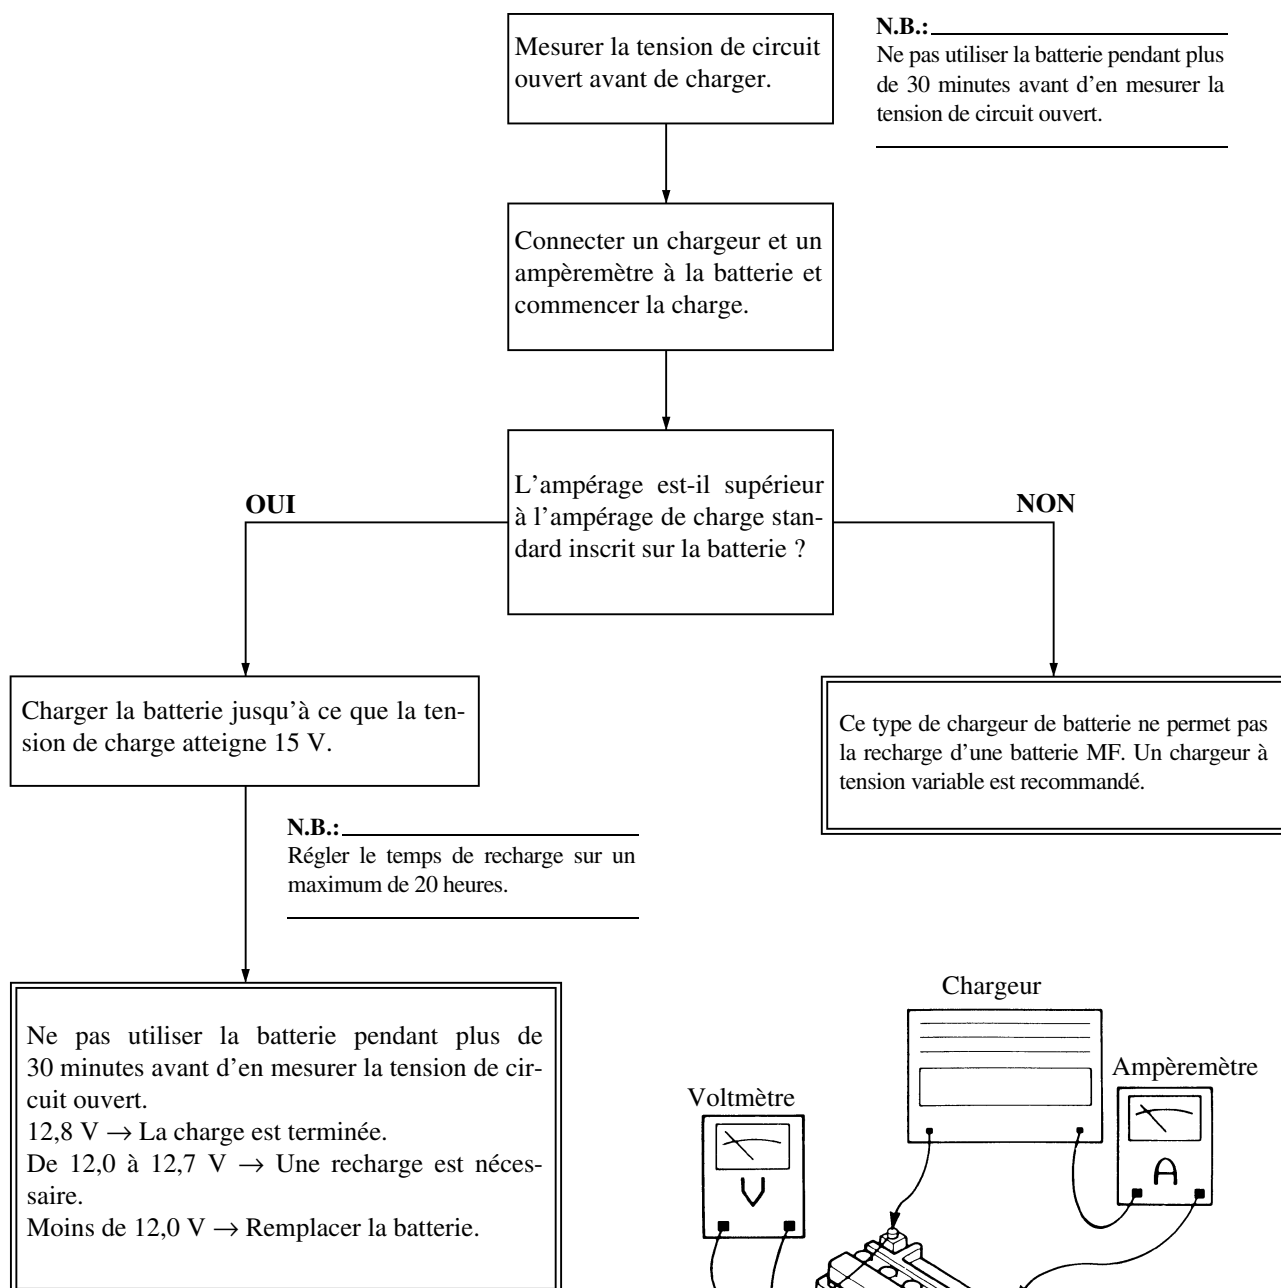 Mesurer la tension de circuit
ouvert avant de charger.
N.B.:
Ne pas utiliser la batterie pendant plus
de 30 minutes avant d’en mesurer la
tension de circuit ouvert.
Connecter un chargeur et un
ampèremètre à la batterie et
commencer la charge.
L’ampérage est-il supérieur
à l’ampérage de charge stan-
dard inscrit sur la batterie ?
OUI
NON
Charger la batterie jusqu’à ce que la ten-
sion de charge atteigne 15 V.
Ce type de chargeur de batterie ne permet pas
la recharge d’une batterie MF. Un chargeur à
tension variable est recommandé.
N.B.:
Régler le temps de recharge sur un
maximum de 20 heures.
Ne pas utiliser la batterie pendant plus de
30 minutes avant d’en mesurer la tension de cir-
cuit ouvert.
12,8 V → La charge est terminée.
De 12,0 à 12,7 V → Une recharge est néces-
saire.
Moins de 12,0 V → Remplacer la batterie.
Chargeur
Ampèremètre
Voltmètre
V
A